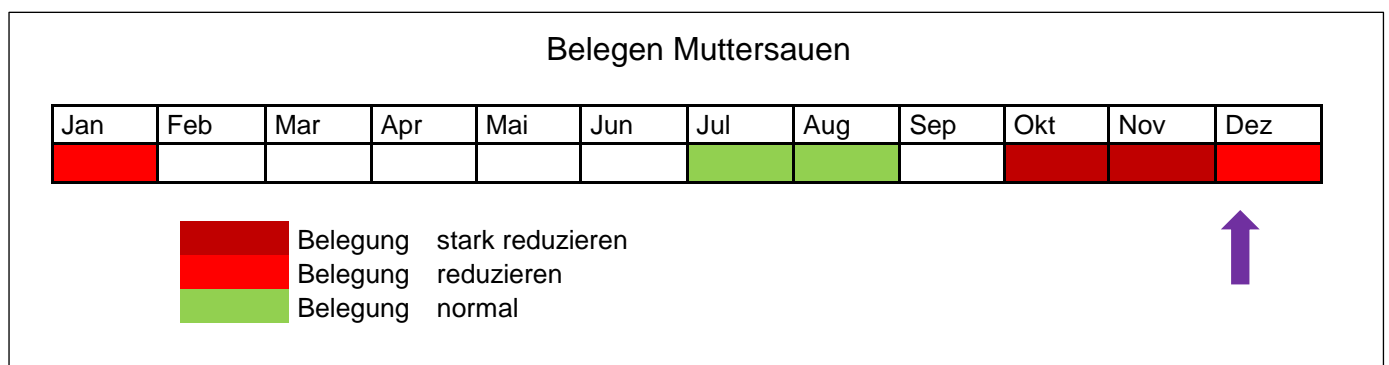 Belegen Muttersauen
Jan Feb Mar Apr Mai Jun Jul Aug Sep Okt Nov Dez
Belegung stark reduzieren
Belegung reduzieren
Belegung normal